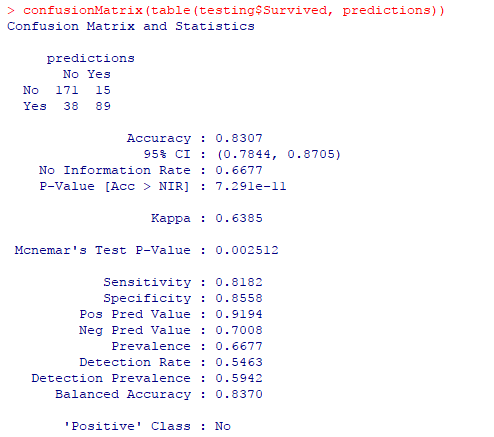 > confusionMatrix(table(testing$Survived, predictions))
Confusion Matrix and Statistics
predictions
No Yes
No 171 15
Yes 38 89
Accuracy : 0.8307
95% CI : (0.7844, 0.8705)
No Information Rate : 0.6677
P-Value [Acc > NIR] : 7.291e-11
Kappa : 0.6385
Mcnemar's Test P-Value : 0.002512
Sensitivity : 0.8182
Specificity : 0.8558
Pos Pred Value : 0.9194
Neg Pred Value : 0.7008
Prevalence : 0.6677
Detection Rate : 0.5463
Detection Prevalence : 0.5942
Balanced Accuracy : 0.8370
'Positive' Class : No